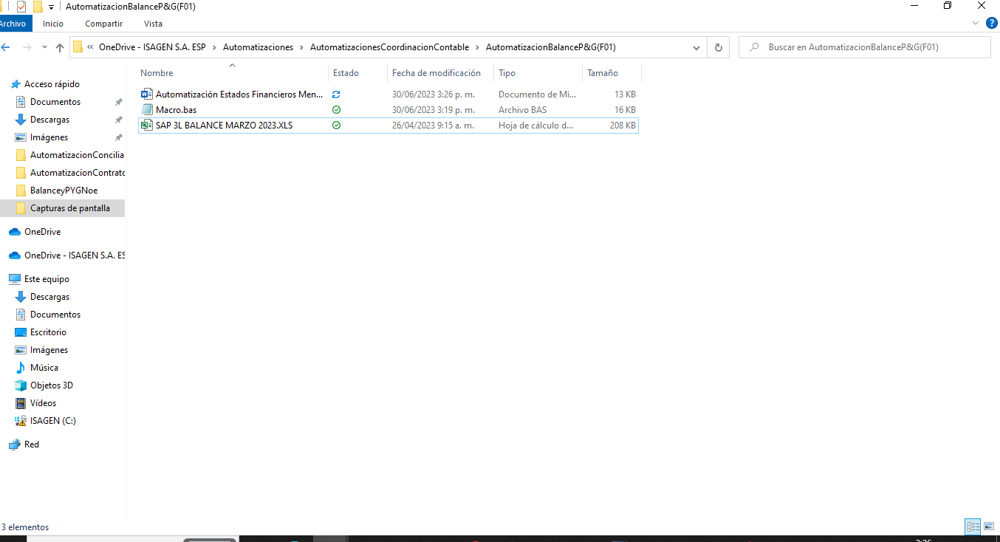 AutomatizacionBalanceP&G(F01)
Archivo Inicio Compartir Vista
« OneDrive - ISAGEN S.A. ESP > Automatizaciones > AutomatizacionesCoordinacionContable > AutomatizacionBalanceP&G(F01)
Buscar en AutomatizacionBalanceP&G(F01)
Acceso rápido
Documentos
Descargas
Imágenes
AutomatizacionConcilia
AutomatizacionContrato
BalanceyPYGNoe
Capturas de pantalla
OneDrive
OneDrive - ISAGEN S.A. ES
Este equipo
Descargas
Documentos
Escritorio
Imágenes
Música
Objetos 3D
Vídeos
ISAGEN (C:)
Red
Nombre Estado Fecha de modificación Tipo Tamaño
Automatización Estados Financieros Men... 30/06/2023 3:26 p. m. Documento de Mi... 13 KB
Macro.bas 30/06/2023 3:19 p. m. Archivo BAS 16 KB
SAP 3L BALANCE MARZO 2023.XLS 26/04/2023 9:15 a. m. Hoja de cálculo d... 208 KB
3 elementos